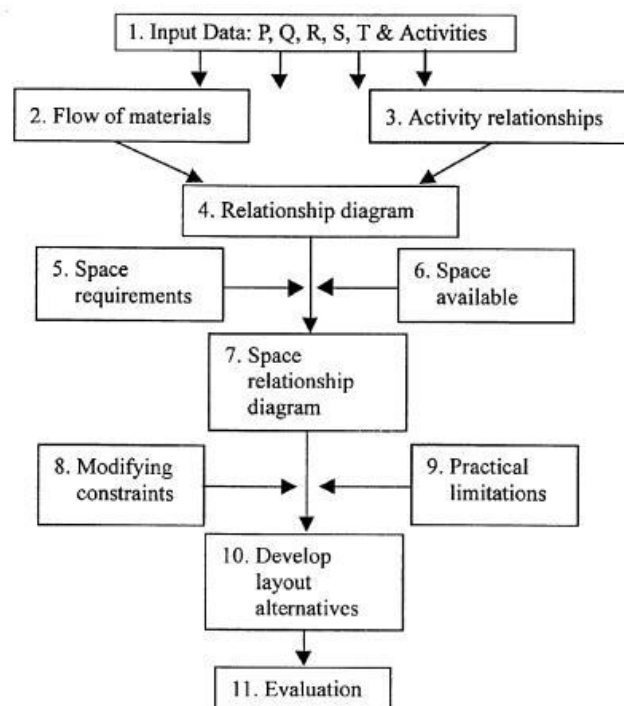 1. Input Data: P, Q, R, S, T & Activities
2. Flow of materials
3. Activity relationships
4. Relationship diagram
5. Space
requirements
6. Space
available
7. Space
relationship
diagram
8. Modifying
constraints
9. Practical
limitations
10. Develop
layout
alternatives
11. Evaluation